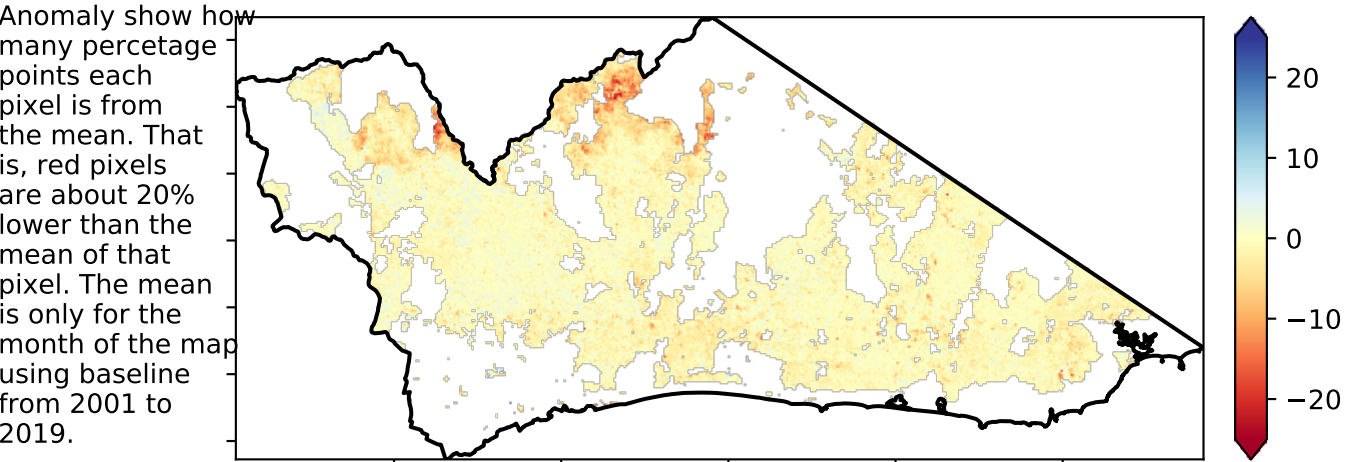 Anomaly show how
many percetage
points each
pixel is from
the mean. That
is, red pixels
are about 20%
lower than the
mean of that
pixel. The mean
is only for the
month of the map
using baseline
from 2001 to
2019.
20
10
0
−10
−20